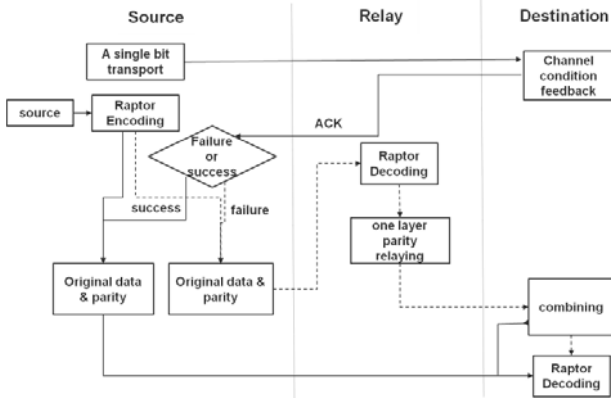 Source
Relay
Destination
A single bit
transport
Channel
condition
feedback
source
Raptor
Encoding
ACK
Failure
or
success
Raptor
Decoding
success
failure
one layer
parity
relaying
Original data
& parity
Original data &
parity
combining
Raptor
Decoding